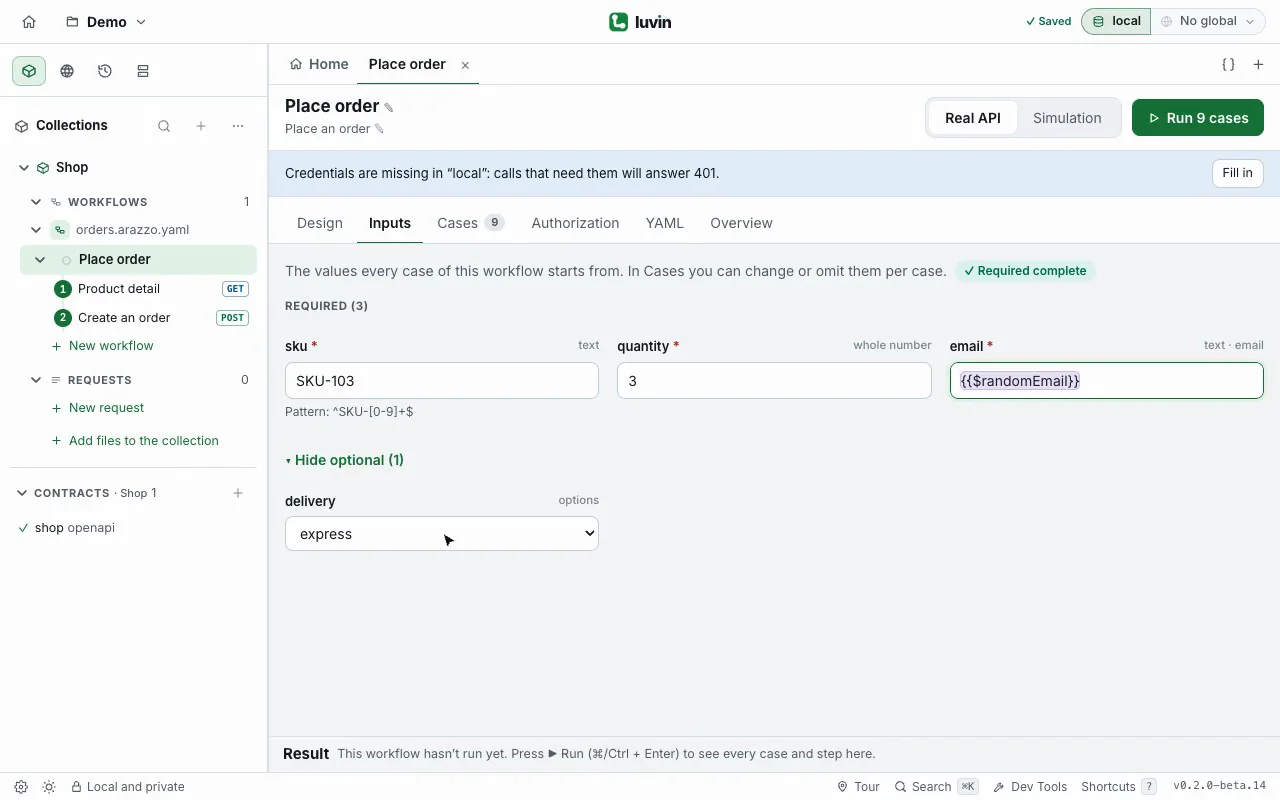 Demo
luvin
Saved
local
No global
Home
Place order
{ }
Collections
Place order
Place an order
Real API
Simulation
Run 9 cases
Shop
Credentials are missing in “local”: calls that need them will answer 401.
Fill in
WORKFLOWS 1
orders.arazzo.yaml
Place order
1 Product detail GET
2 Create an order POST
+ New workflow
REQUESTS 0
+ New request
+ Add files to the collection
CONTRACTS · Shop 1
shop openapi
Design
Inputs
Cases 9
Authorization
YAML
Overview
The values every case of this workflow starts from. In Cases you can change or omit them per case.
Required complete
REQUIRED (3)
sku * text
quantity * whole number
email * text · email
SKU-103
3
{{$randomEmail}}
Pattern: ^SKU-[0-9]+$
Hide optional (1)
delivery options
express
Result This workflow hasn’t run yet. Press ▶ Run (⌘/Ctrl + Enter) to see every case and step here.
Local and private
Tour
Search ⌘K
Dev Tools
Shortcuts ?
v0.2.0-beta.14